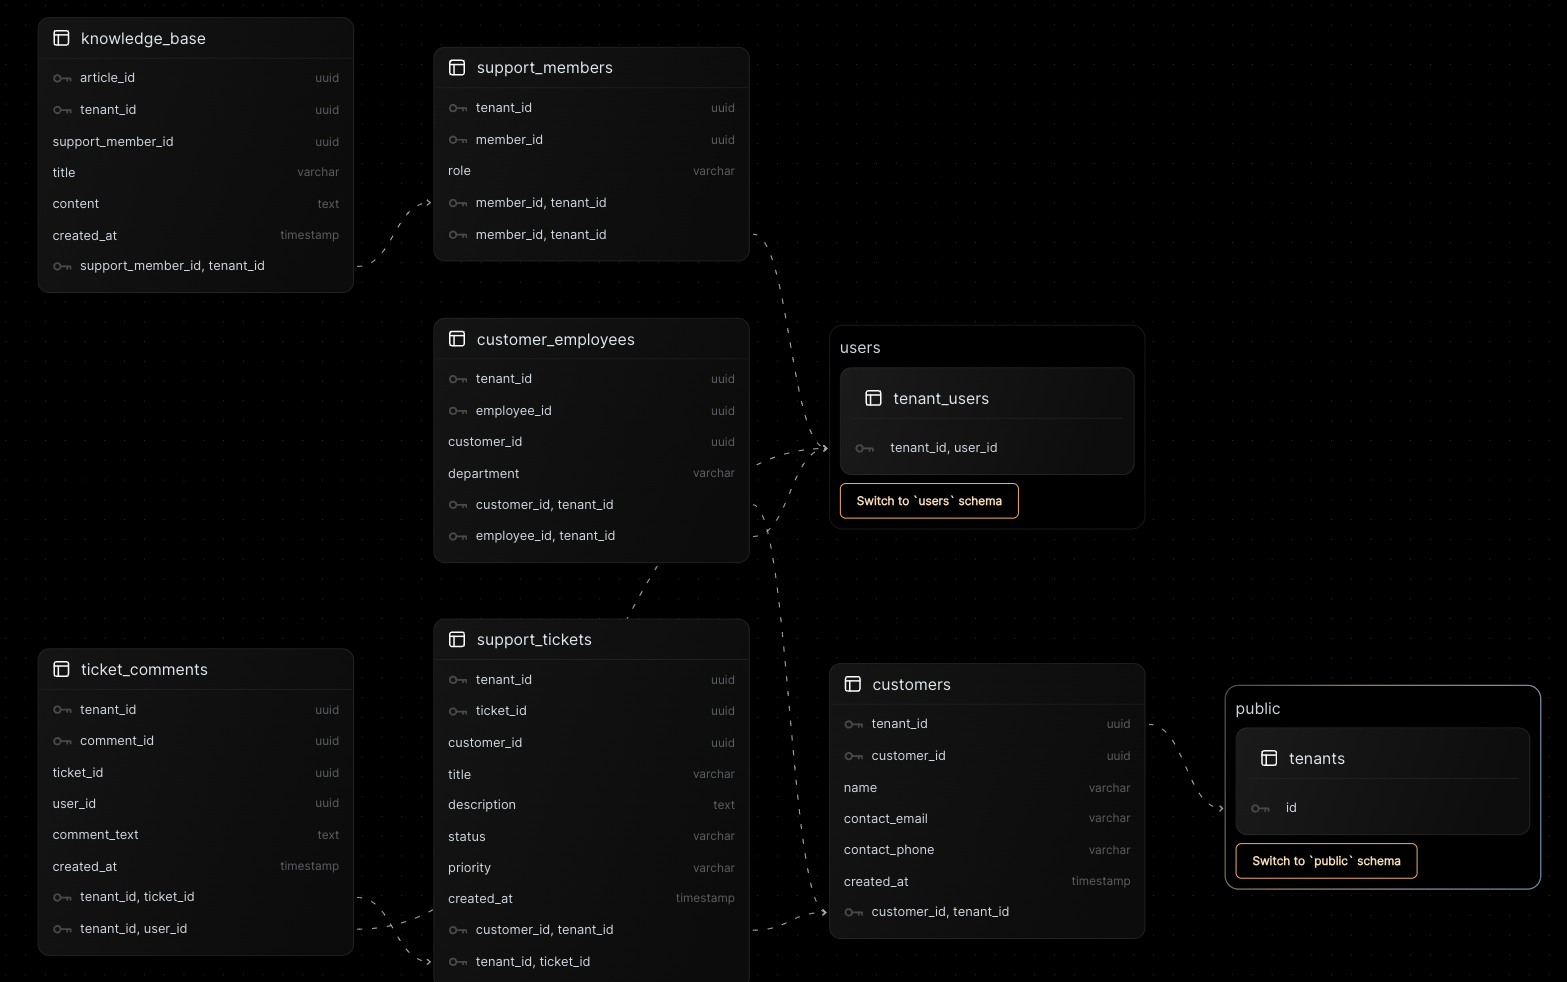 knowledge_base
article_id uuid
tenant_id uuid
support_member_id uuid
title varchar
content text
created_at timestamp
support_member_id, tenant_id
support_members
tenant_id uuid
member_id uuid
role varchar
member_id, tenant_id
member_id, tenant_id
customer_employees
tenant_id uuid
employee_id uuid
customer_id uuid
department varchar
customer_id, tenant_id
employee_id, tenant_id
users
tenant_users
tenant_id, user_id
Switch to `users` schema
ticket_comments
tenant_id uuid
comment_id uuid
ticket_id uuid
user_id uuid
comment_text text
created_at timestamp
tenant_id, ticket_id
tenant_id, user_id
support_tickets
tenant_id uuid
ticket_id uuid
customer_id uuid
title varchar
description text
status varchar
priority varchar
created_at timestamp
customer_id, tenant_id
tenant_id, ticket_id
customers
tenant_id uuid
customer_id uuid
name varchar
contact_email varchar
contact_phone varchar
created_at timestamp
customer_id, tenant_id
public
tenants
id
Switch to `public` schema